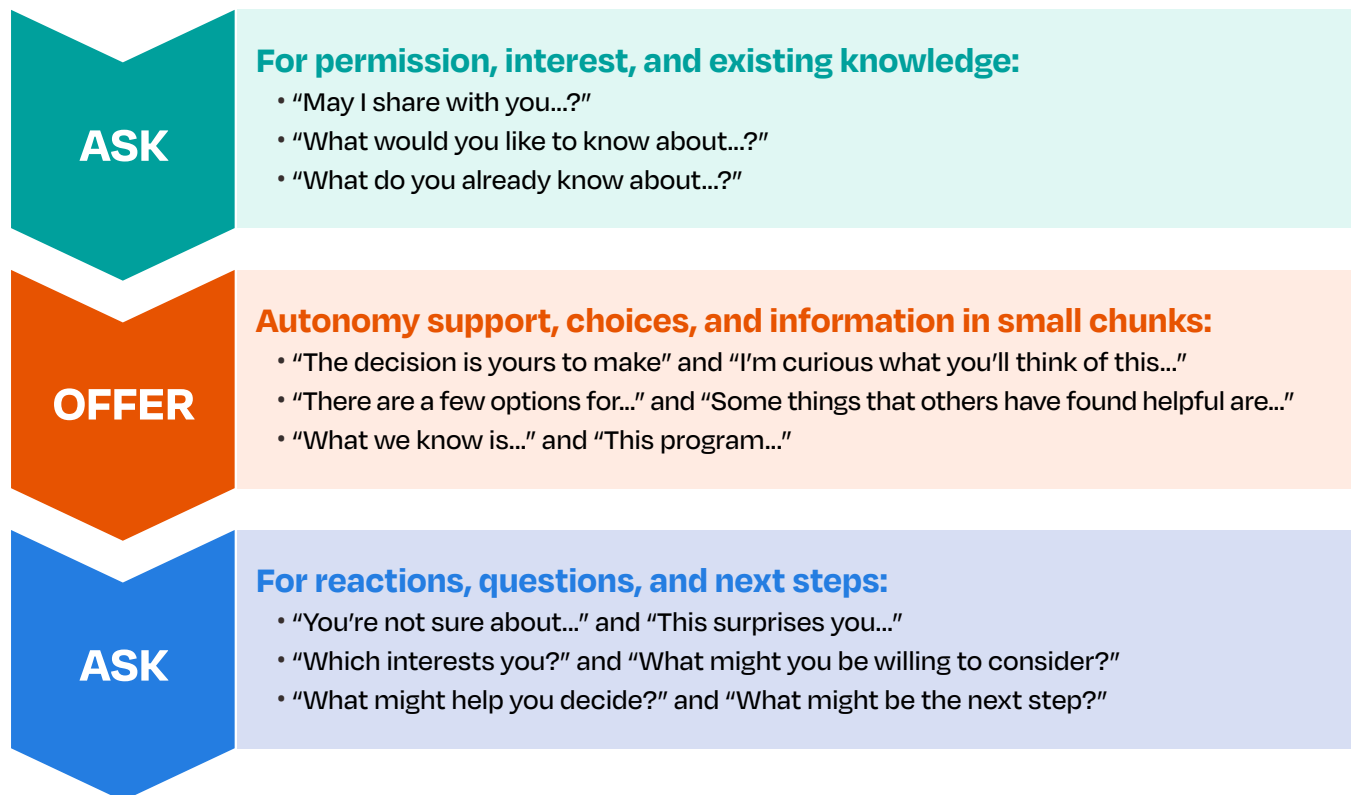 ASK
For permission, interest, and existing knowledge:
• “May I share with you...?”
• “What would you like to know about...?”
• “What do you already know about...?”
OFFER
Autonomy support, choices, and information in small chunks:
• “The decision is yours to make” and “I’m curious what you’ll think of this...”
• “There are a few options for...” and “Some things that others have found helpful are...”
• “What we know is...” and “This program...”
ASK
For reactions, questions, and next steps:
• “You’re not sure about...” and “This surprises you...”
• “Which interests you?” and “What might you be willing to consider?”
• “What might help you decide?” and “What might be the next step?”